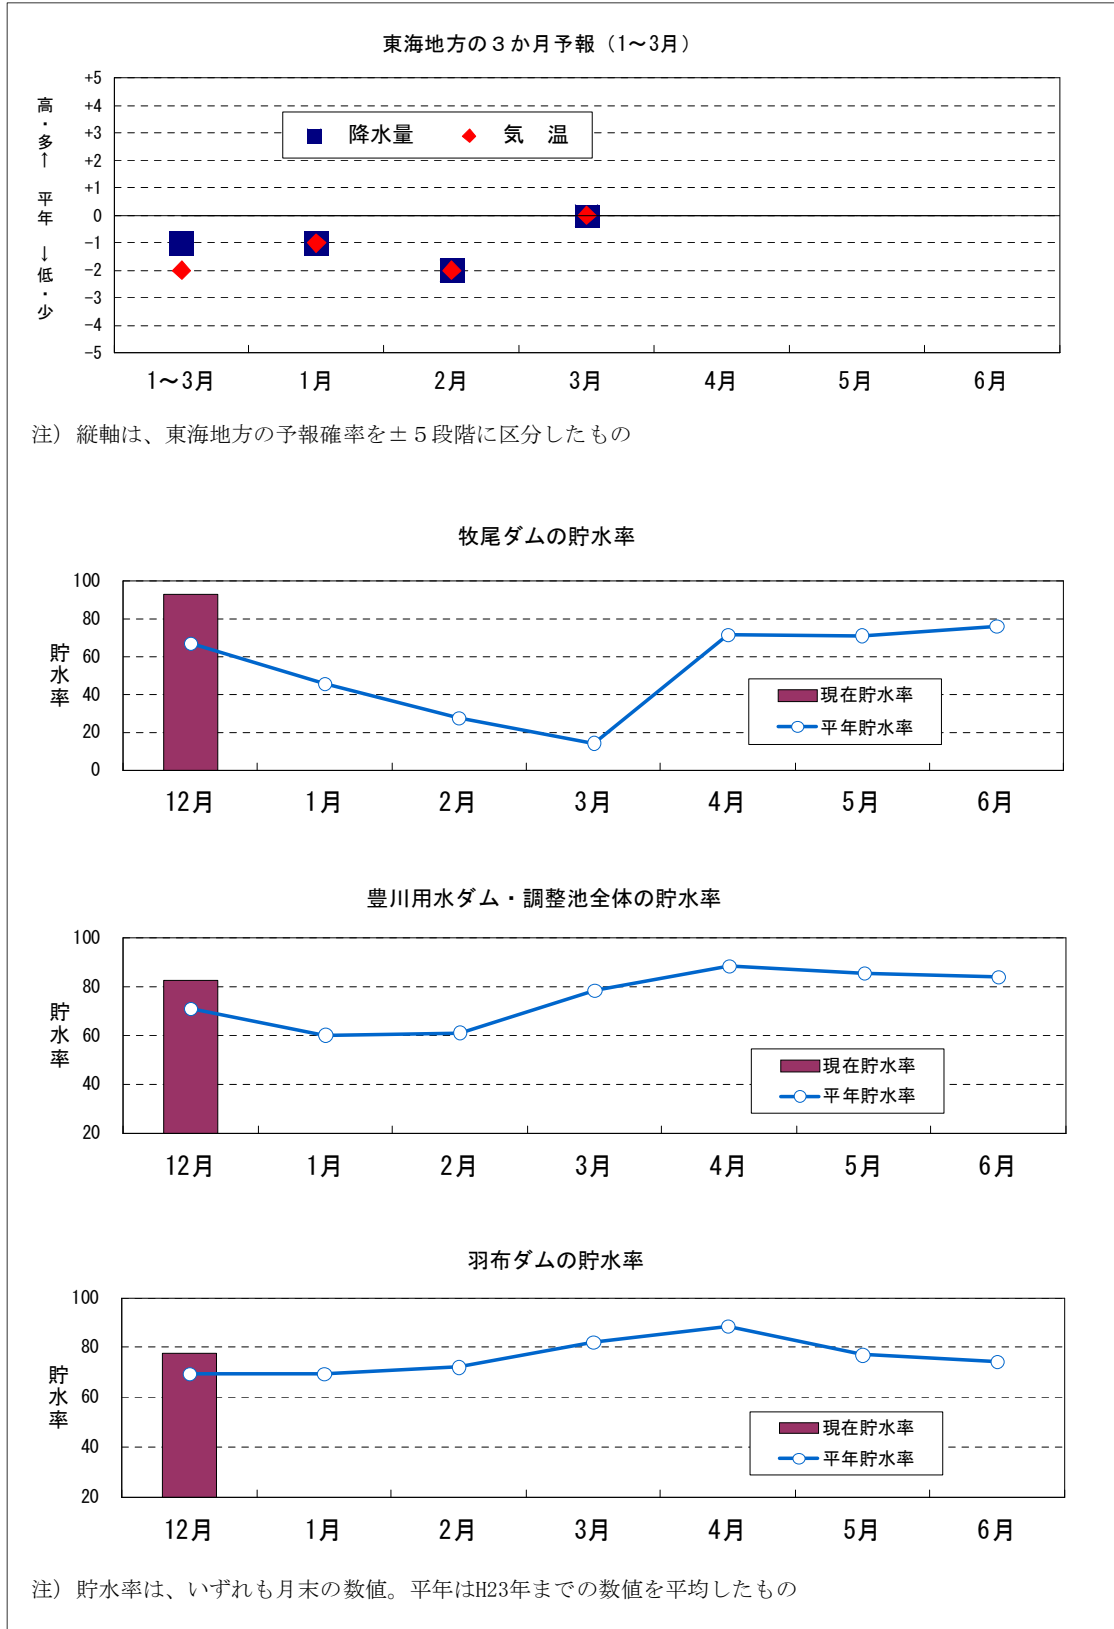 東海地方の３か月予報（1～3月）
高・多↑ 平年 ↓低・少
+5
+4
+3
+2
+1
0
-1
-2
-3
-4
-5
降水量 気　温
1～3月 1月 2月 3月 4月 5月 6月
注）縦軸は、東海地方の予報確率を±５段階に区分したもの
牧尾ダムの貯水率
貯水率
100
80
60
40
20
0
現在貯水率
平年貯水率
12月 1月 2月 3月 4月 5月 6月
豊川用水ダム・調整池全体の貯水率
貯水率
100
80
60
40
20
現在貯水率
平年貯水率
12月 1月 2月 3月 4月 5月 6月
羽布ダムの貯水率
貯水率
100
80
60
40
20
現在貯水率
平年貯水率
12月 1月 2月 3月 4月 5月 6月
注）貯水率は、いずれも月末の数値。平年はH23年までの数値を平均したもの